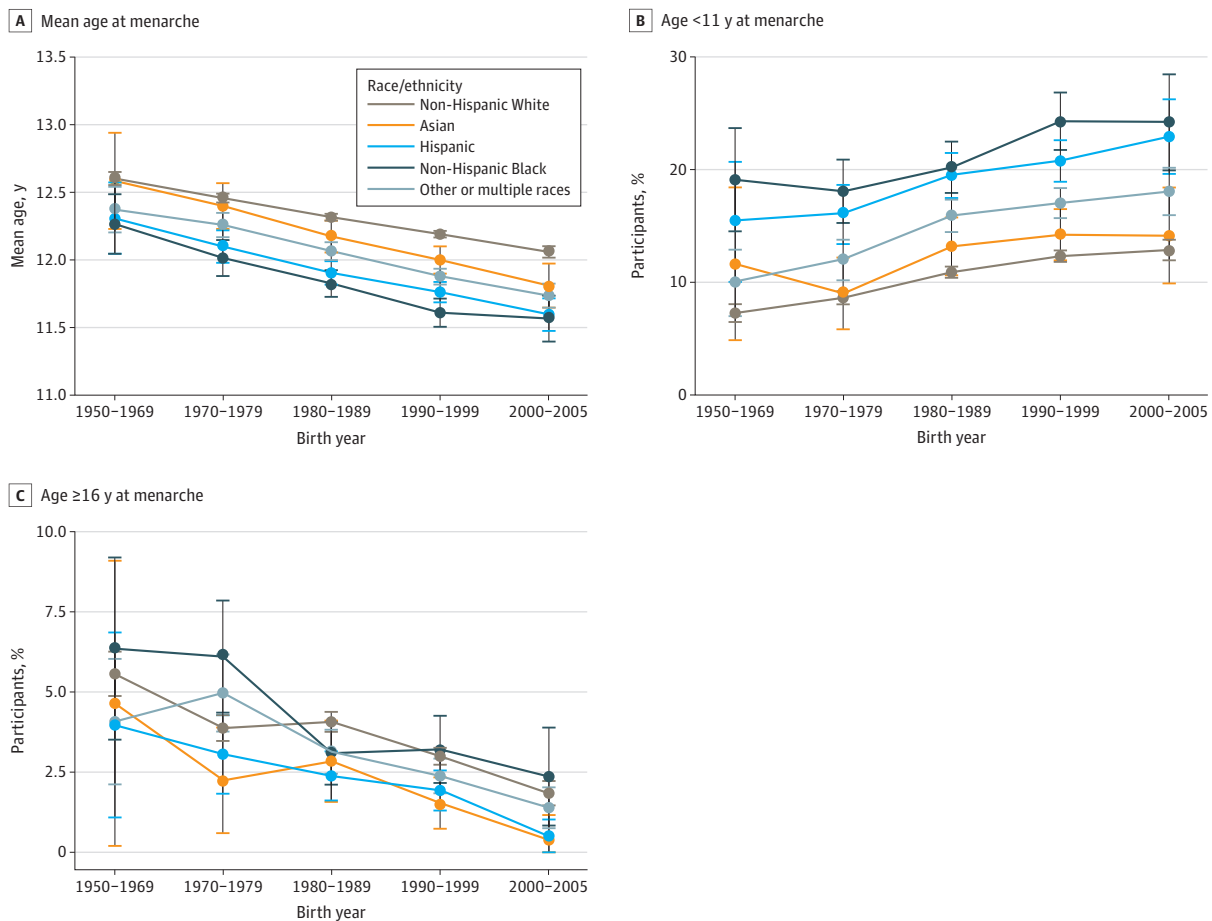 A Mean age at menarche
13.5
13.0
12.5
12.0
11.5
11.0
Mean age, y
Race/ethnicity
Non-Hispanic White
Asian
Hispanic
Non-Hispanic Black
Other or multiple races
1950–1969 1970–1979 1980–1989 1990–1999 2000–2005
Birth year
B Age <11 y at menarche
30
20
10
0
Participants, %
1950–1969 1970–1979 1980–1989 1990–1999 2000–2005
Birth year
C Age ≥16 y at menarche
10.0
7.5
5.0
2.5
0
Participants, %
1950–1969 1970–1979 1980–1989 1990–1999 2000–2005
Birth year